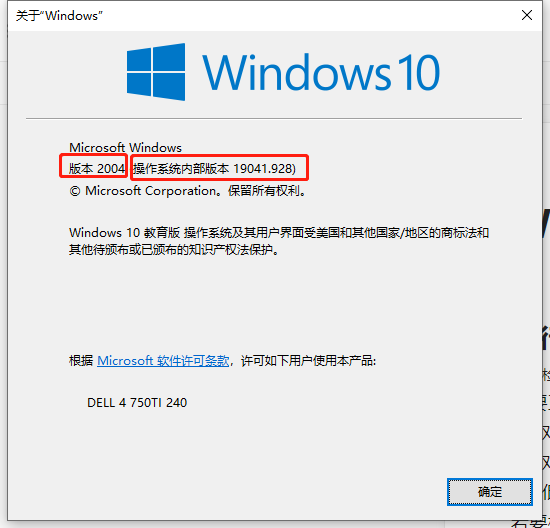 关于“Windows”
Windows 10
Microsoft Windows
版本 2004 (操作系统内部版本 19041.928)
© Microsoft Corporation。保留所有权利。
Windows 10 教育版 操作系统及其用户界面受美国和其他国家/地区的商标法和
其他待颁布或已颁布的知识产权法保护。
根据 Microsoft 软件许可条款，许可如下用户使用本产品:
DELL 4 750TI 240
确定